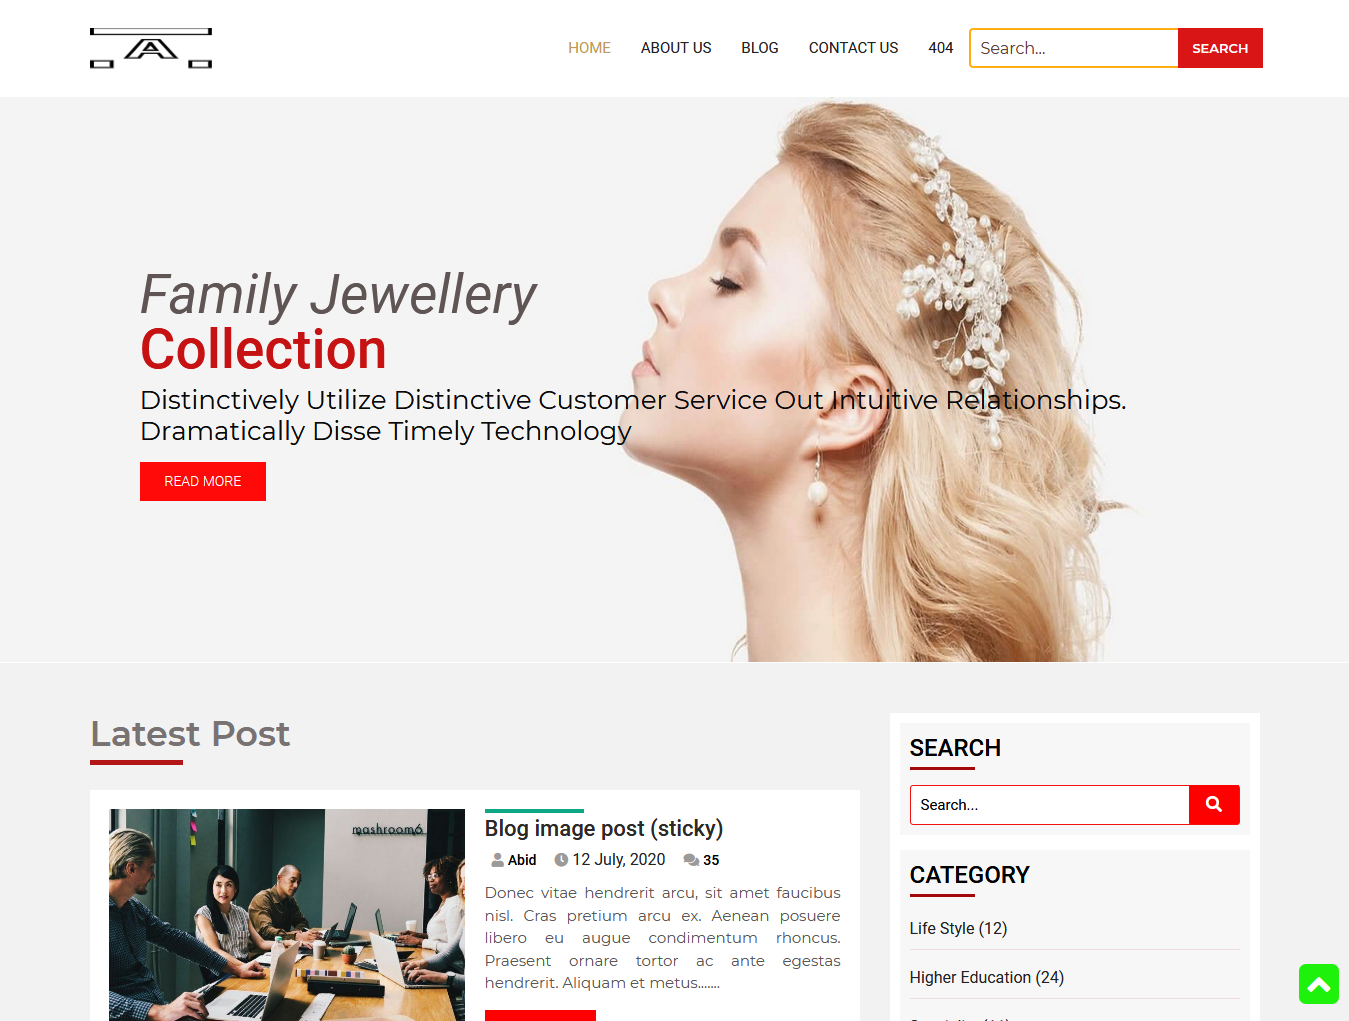 A
HOME ABOUT US BLOG CONTACT US 404 Search... SEARCH
Family Jewellery
Collection
Distinctively Utilize Distinctive Customer Service Out Intuitive Relationships.
Dramatically Disse Timely Technology
READ MORE
Latest Post
mashroom6
Blog image post (sticky)
Abid 12 July, 2020 35
Donec vitae hendrerit arcu, sit amet faucibus
nisl. Cras pretium arcu ex. Aenean posuere
libero eu augue condimentum rhoncus.
Praesent ornare tortor ac ante egestas
hendrerit. Aliquam et metus.......
SEARCH
Search...
CATEGORY
Life Style (12)
Higher Education (24)